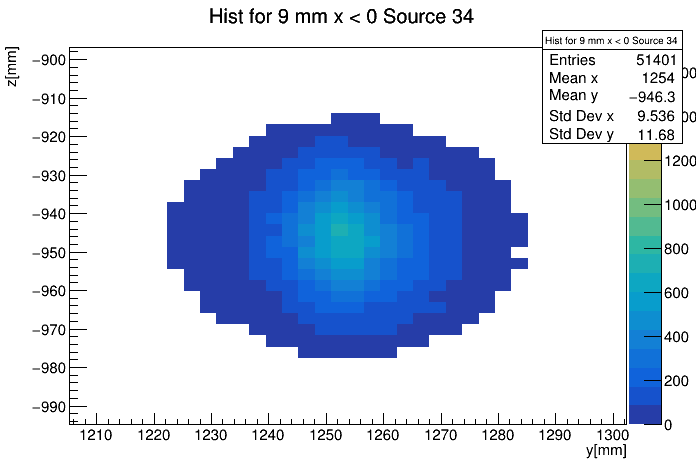 Hist for 9 mm x < 0 Source 34
Hist for 9 mm x < 0 Source 34
Entries 51401
Mean x 1254
Mean y −946.3
Std Dev x 9.536
Std Dev y 11.68
z[mm]
−900
−910
−920
−930
−940
−950
−960
−970
−980
−990
1210 1220 1230 1240 1250 1260 1270 1280 1290 1300
y[mm]
1200
1000
800
600
400
200
0